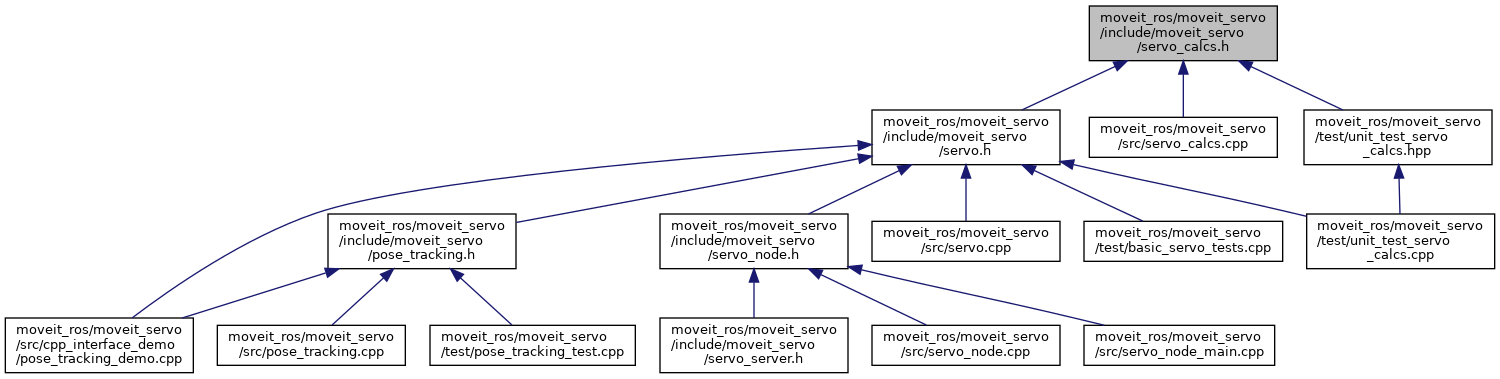 moveit_ros/moveit_servo
/include/moveit_servo
/servo_calcs.h
moveit_ros/moveit_servo
/include/moveit_servo
/servo.h
moveit_ros/moveit_servo
/src/servo_calcs.cpp
moveit_ros/moveit_servo
/test/unit_test_servo
_calcs.hpp
moveit_ros/moveit_servo
/include/moveit_servo
/pose_tracking.h
moveit_ros/moveit_servo
/include/moveit_servo
/servo_node.h
moveit_ros/moveit_servo
/src/servo.cpp
moveit_ros/moveit_servo
/test/basic_servo_tests.cpp
moveit_ros/moveit_servo
/test/unit_test_servo
_calcs.cpp
moveit_ros/moveit_servo
/src/cpp_interface_demo
/pose_tracking_demo.cpp
moveit_ros/moveit_servo
/src/pose_tracking.cpp
moveit_ros/moveit_servo
/test/pose_tracking_test.cpp
moveit_ros/moveit_servo
/include/moveit_servo
/servo_server.h
moveit_ros/moveit_servo
/src/servo_node.cpp
moveit_ros/moveit_servo
/src/servo_node_main.cpp